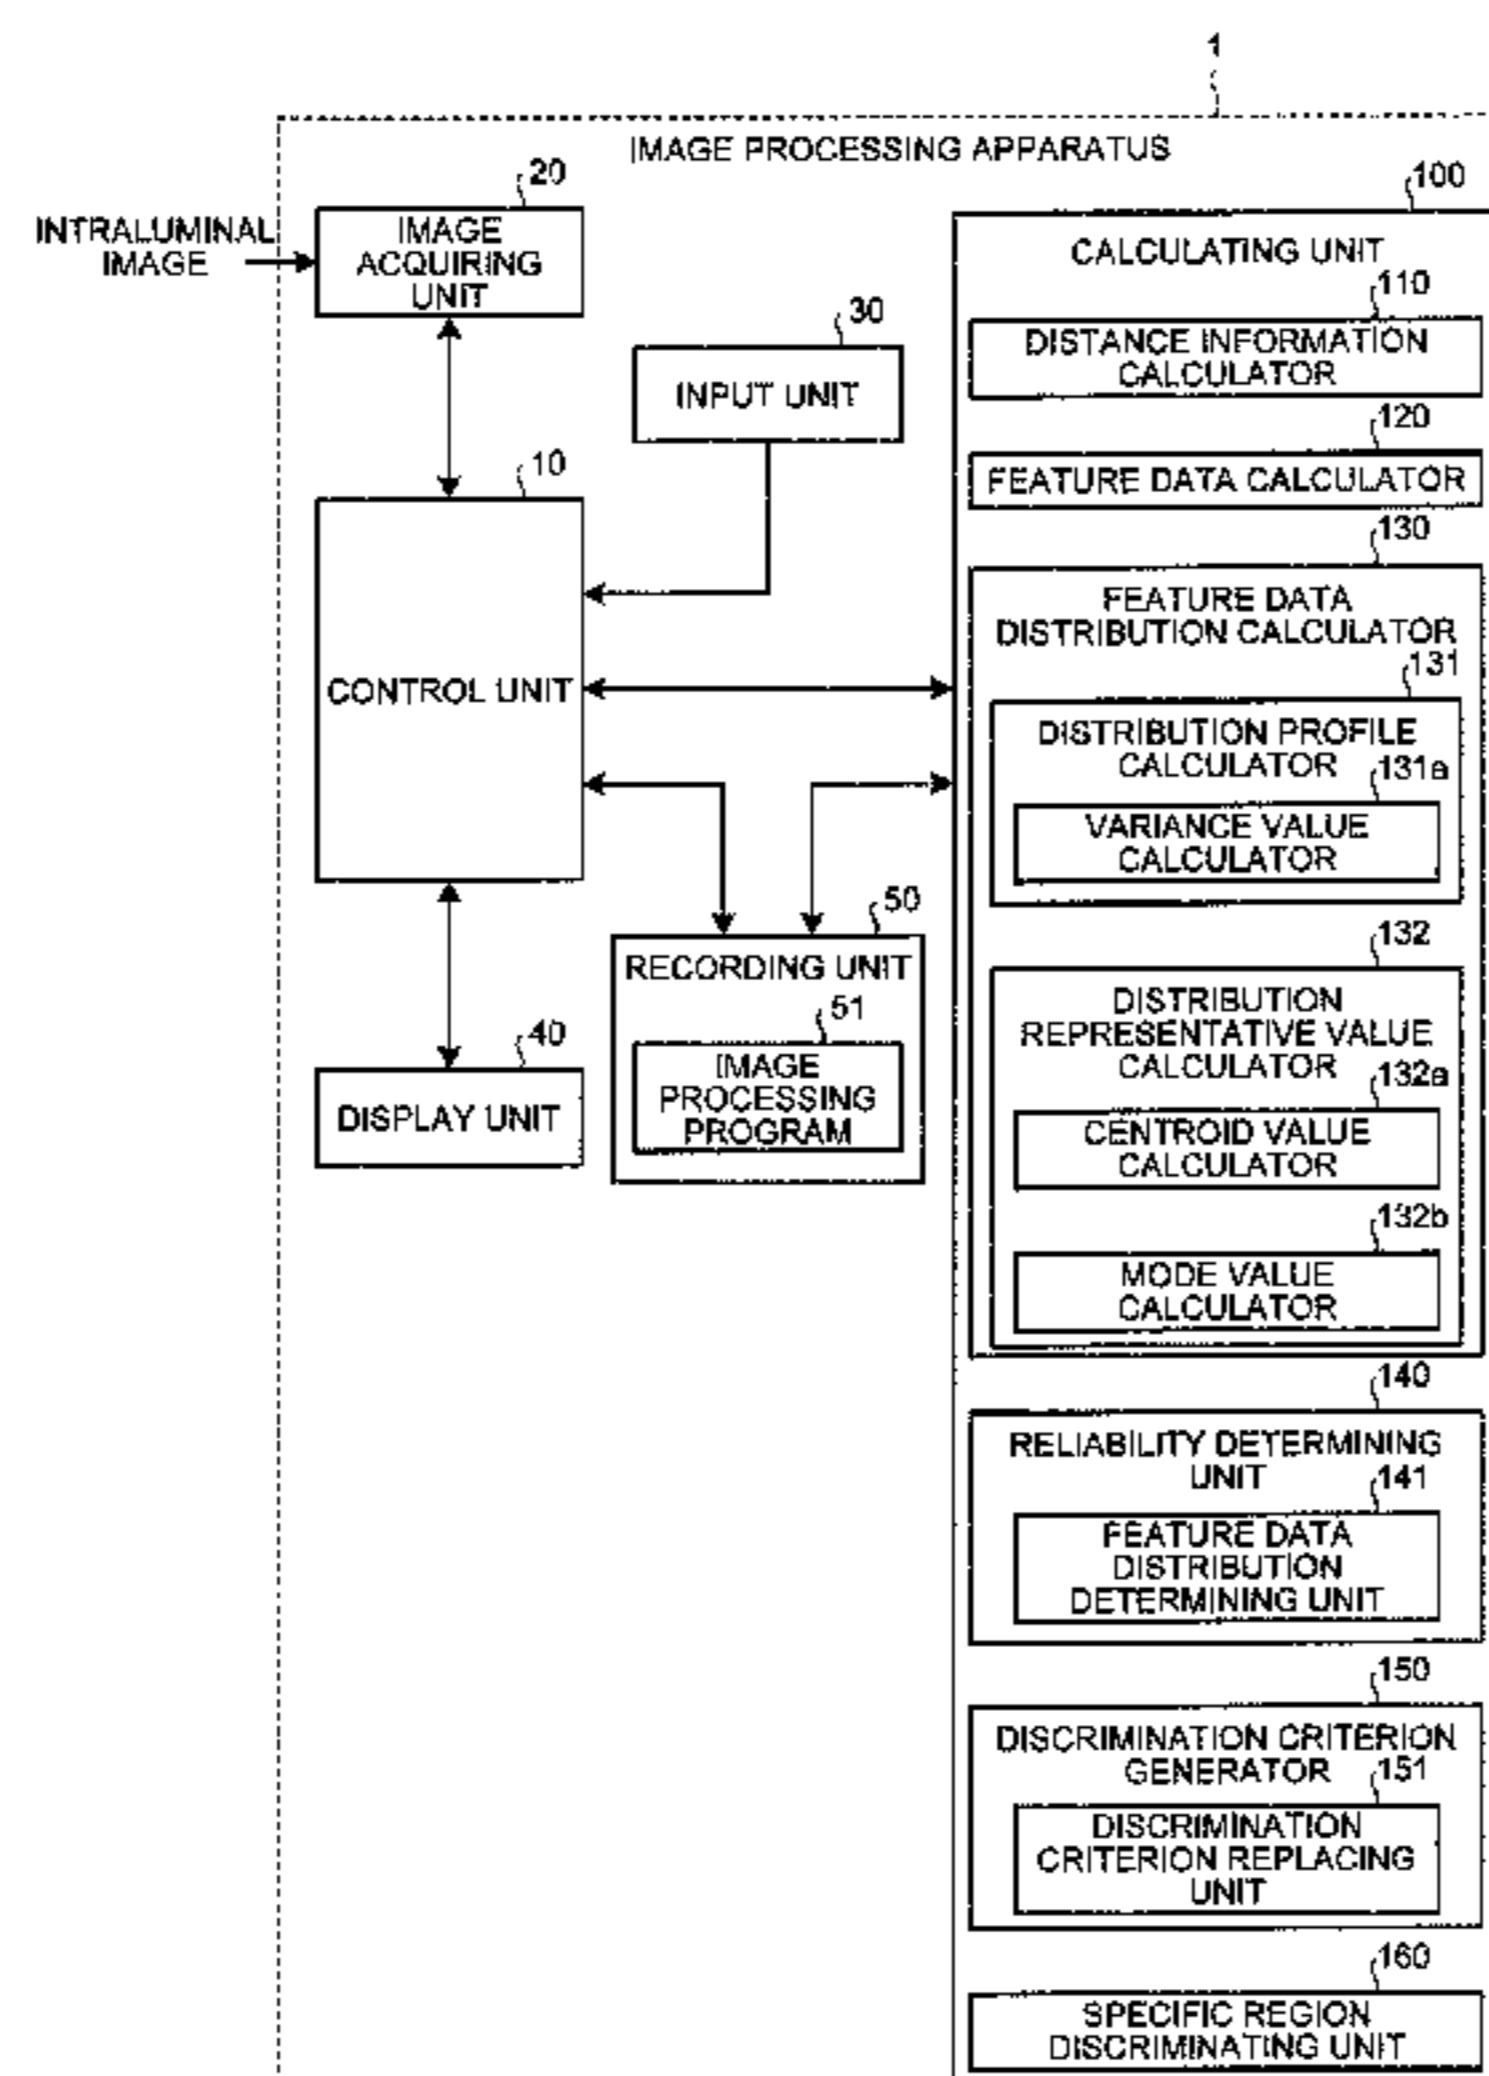 1
IMAGE PROCESSING APPARATUS
20
INTRALUMINAL
IMAGE
IMAGE
ACQUIRING
UNIT
30
INPUT UNIT
10
CONTROL UNIT
40
DISPLAY UNIT
50
RECORDING UNIT
51
IMAGE
PROCESSING
PROGRAM
100
CALCULATING UNIT
110
DISTANCE INFORMATION
CALCULATOR
120
FEATURE DATA CALCULATOR
130
FEATURE DATA
DISTRIBUTION CALCULATOR
131
DISTRIBUTION PROFILE
CALCULATOR
131a
VARIANCE VALUE
CALCULATOR
132
DISTRIBUTION
REPRESENTATIVE VALUE
CALCULATOR
132a
CENTROID VALUE
CALCULATOR
132b
MODE VALUE
CALCULATOR
140
RELIABILITY DETERMINING
UNIT
141
FEATURE DATA
DISTRIBUTION
DETERMINING UNIT
150
DISCRIMINATION CRITERION
GENERATOR
151
DISCRIMINATION
CRITERION REPLACING
UNIT
160
SPECIFIC REGION
DISCRIMINATING UNIT